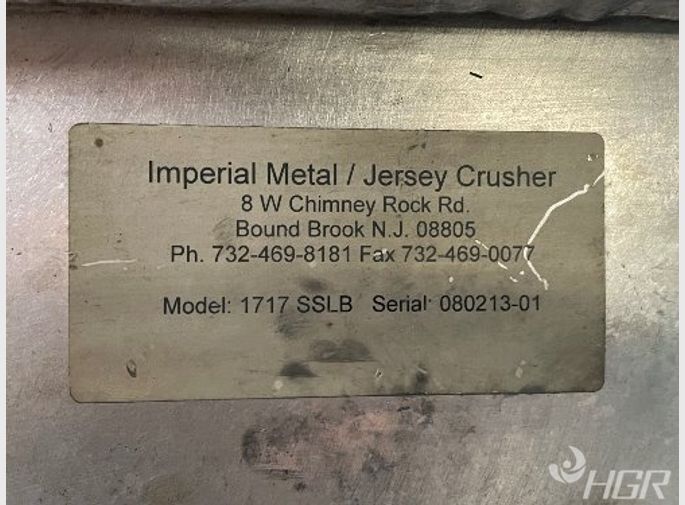 Imperial Metal / Jersey Crusher
8 W Chimney Rock Rd.
Bound Brook N.J. 08805
Ph. 732-469-8181 Fax 732-469-0077
Model: 1717 SSLB Serial: 080213-01
HGR